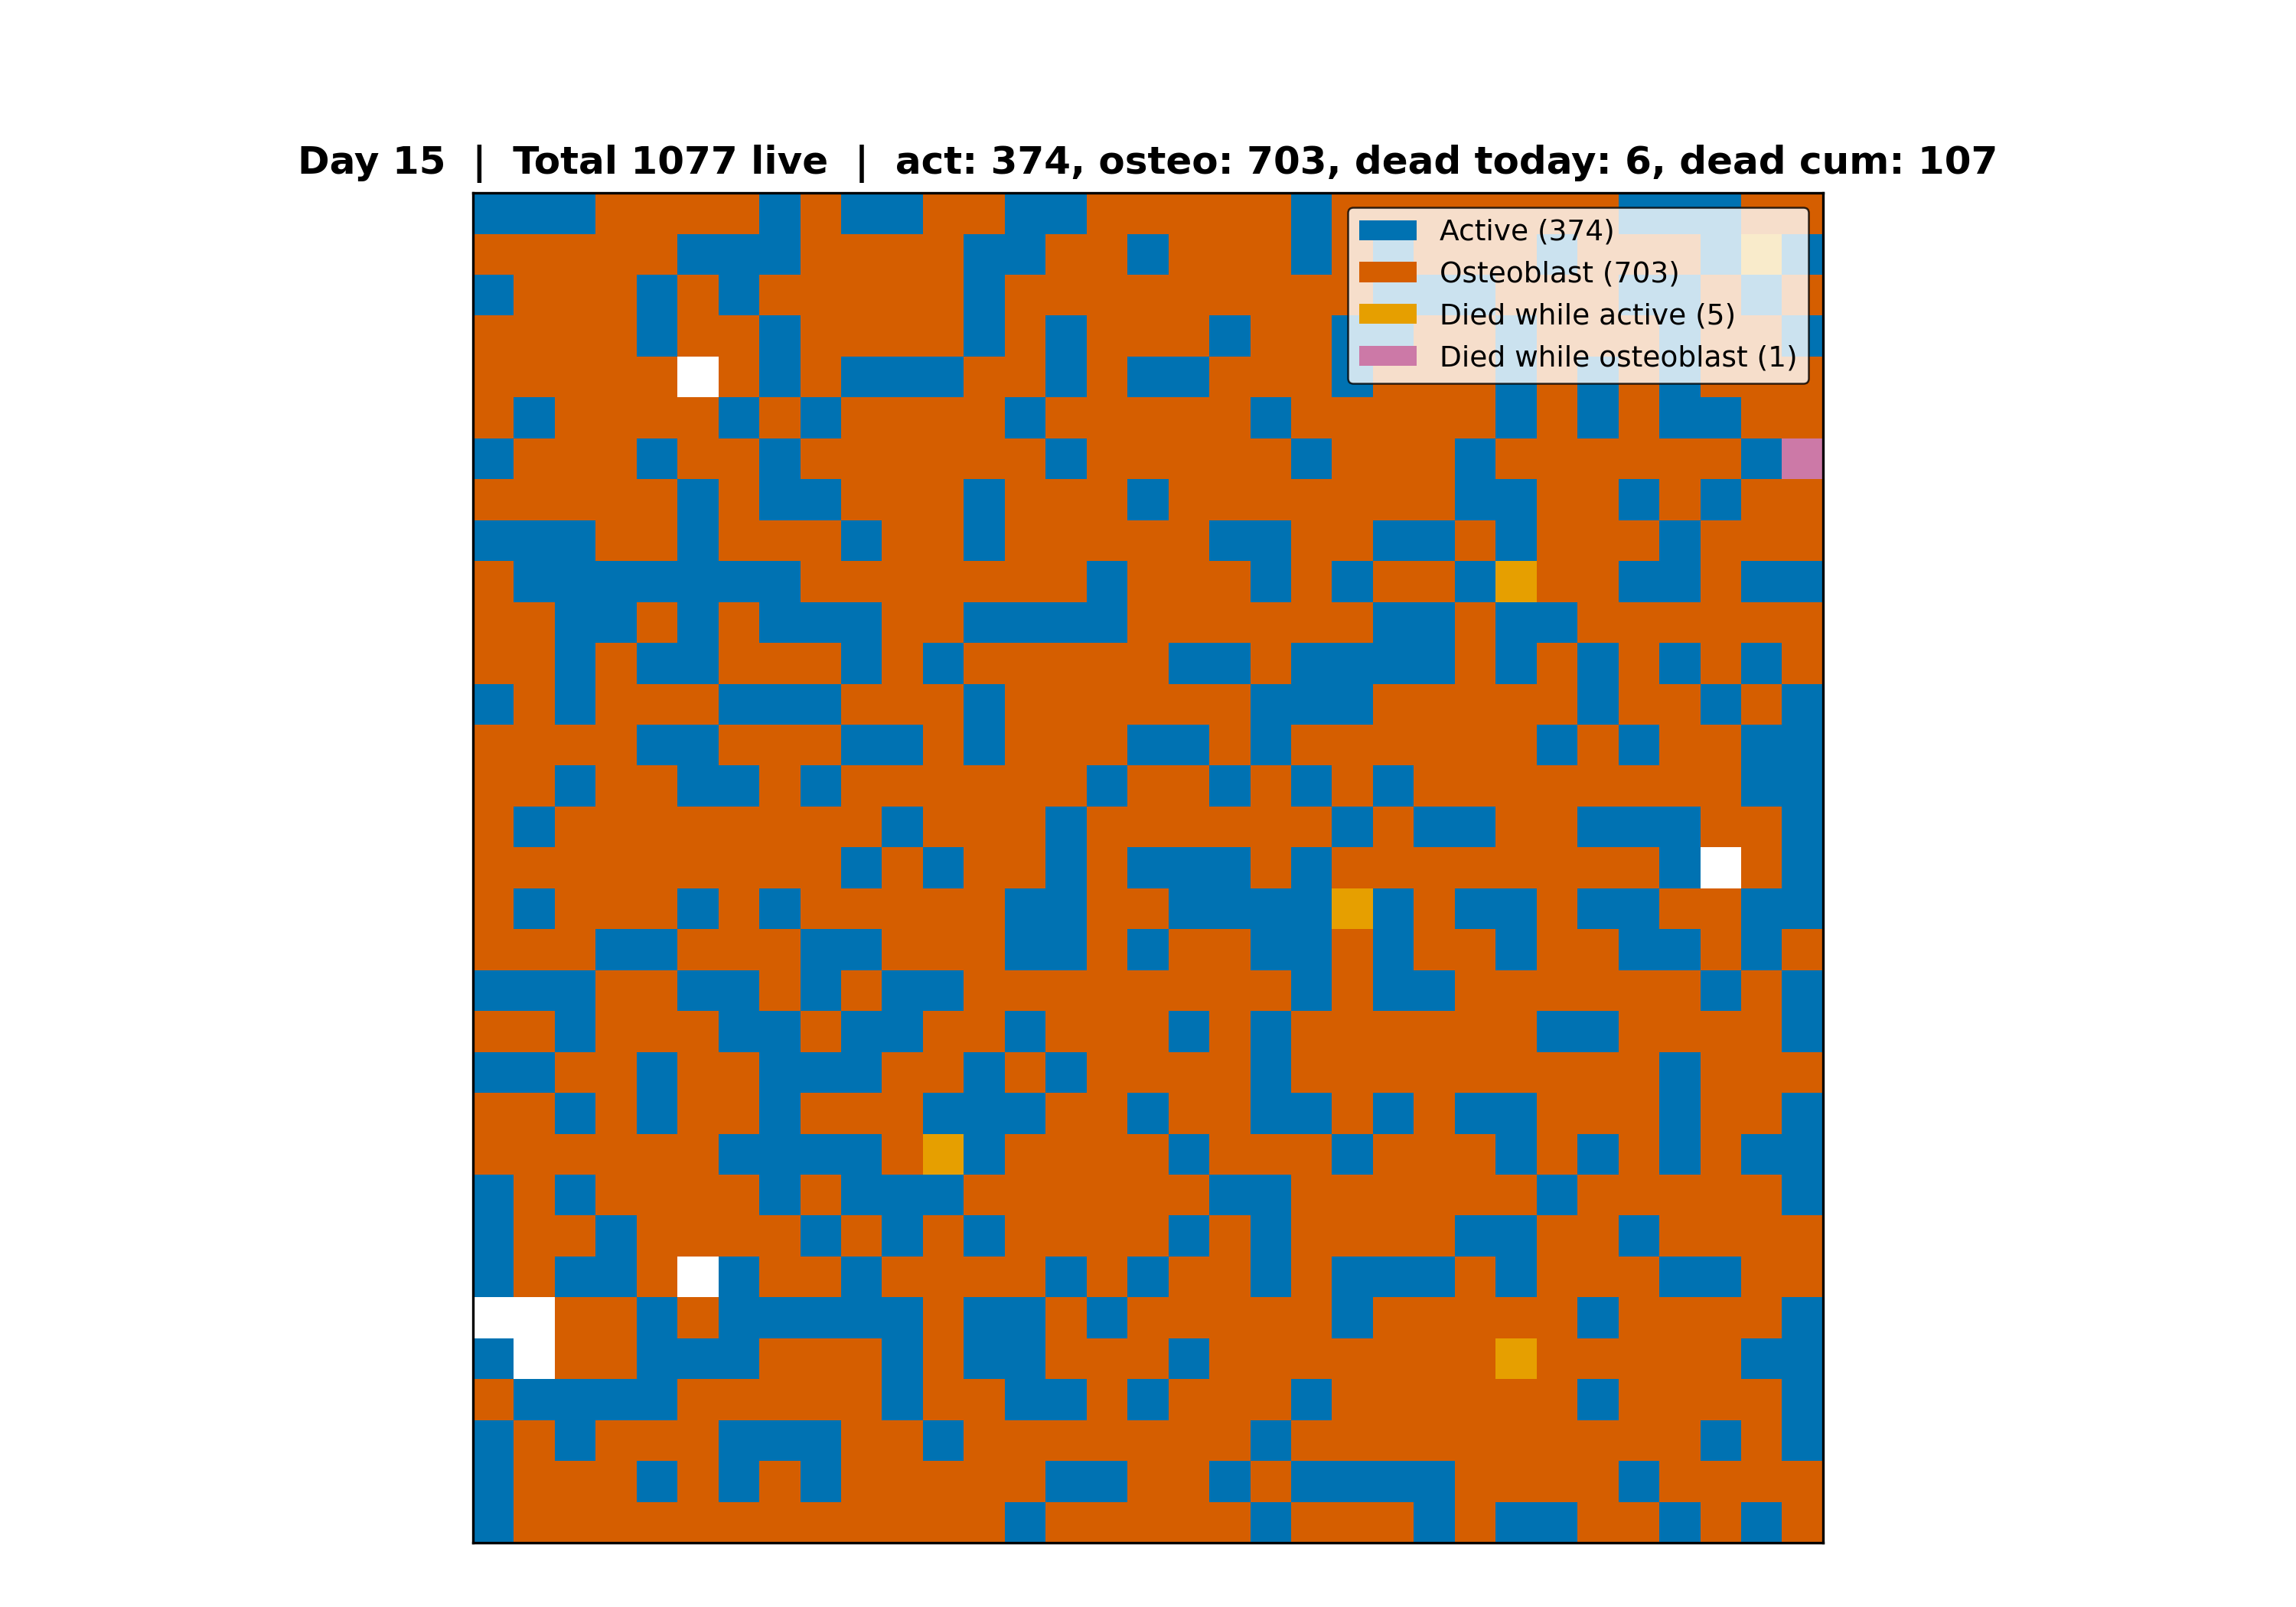 Day 15 | Total 1077 live | act: 374, osteo: 703, dead today: 6, dead cum: 107
Active (374)
Osteoblast (703)
Died while active (5)
Died while osteoblast (1)